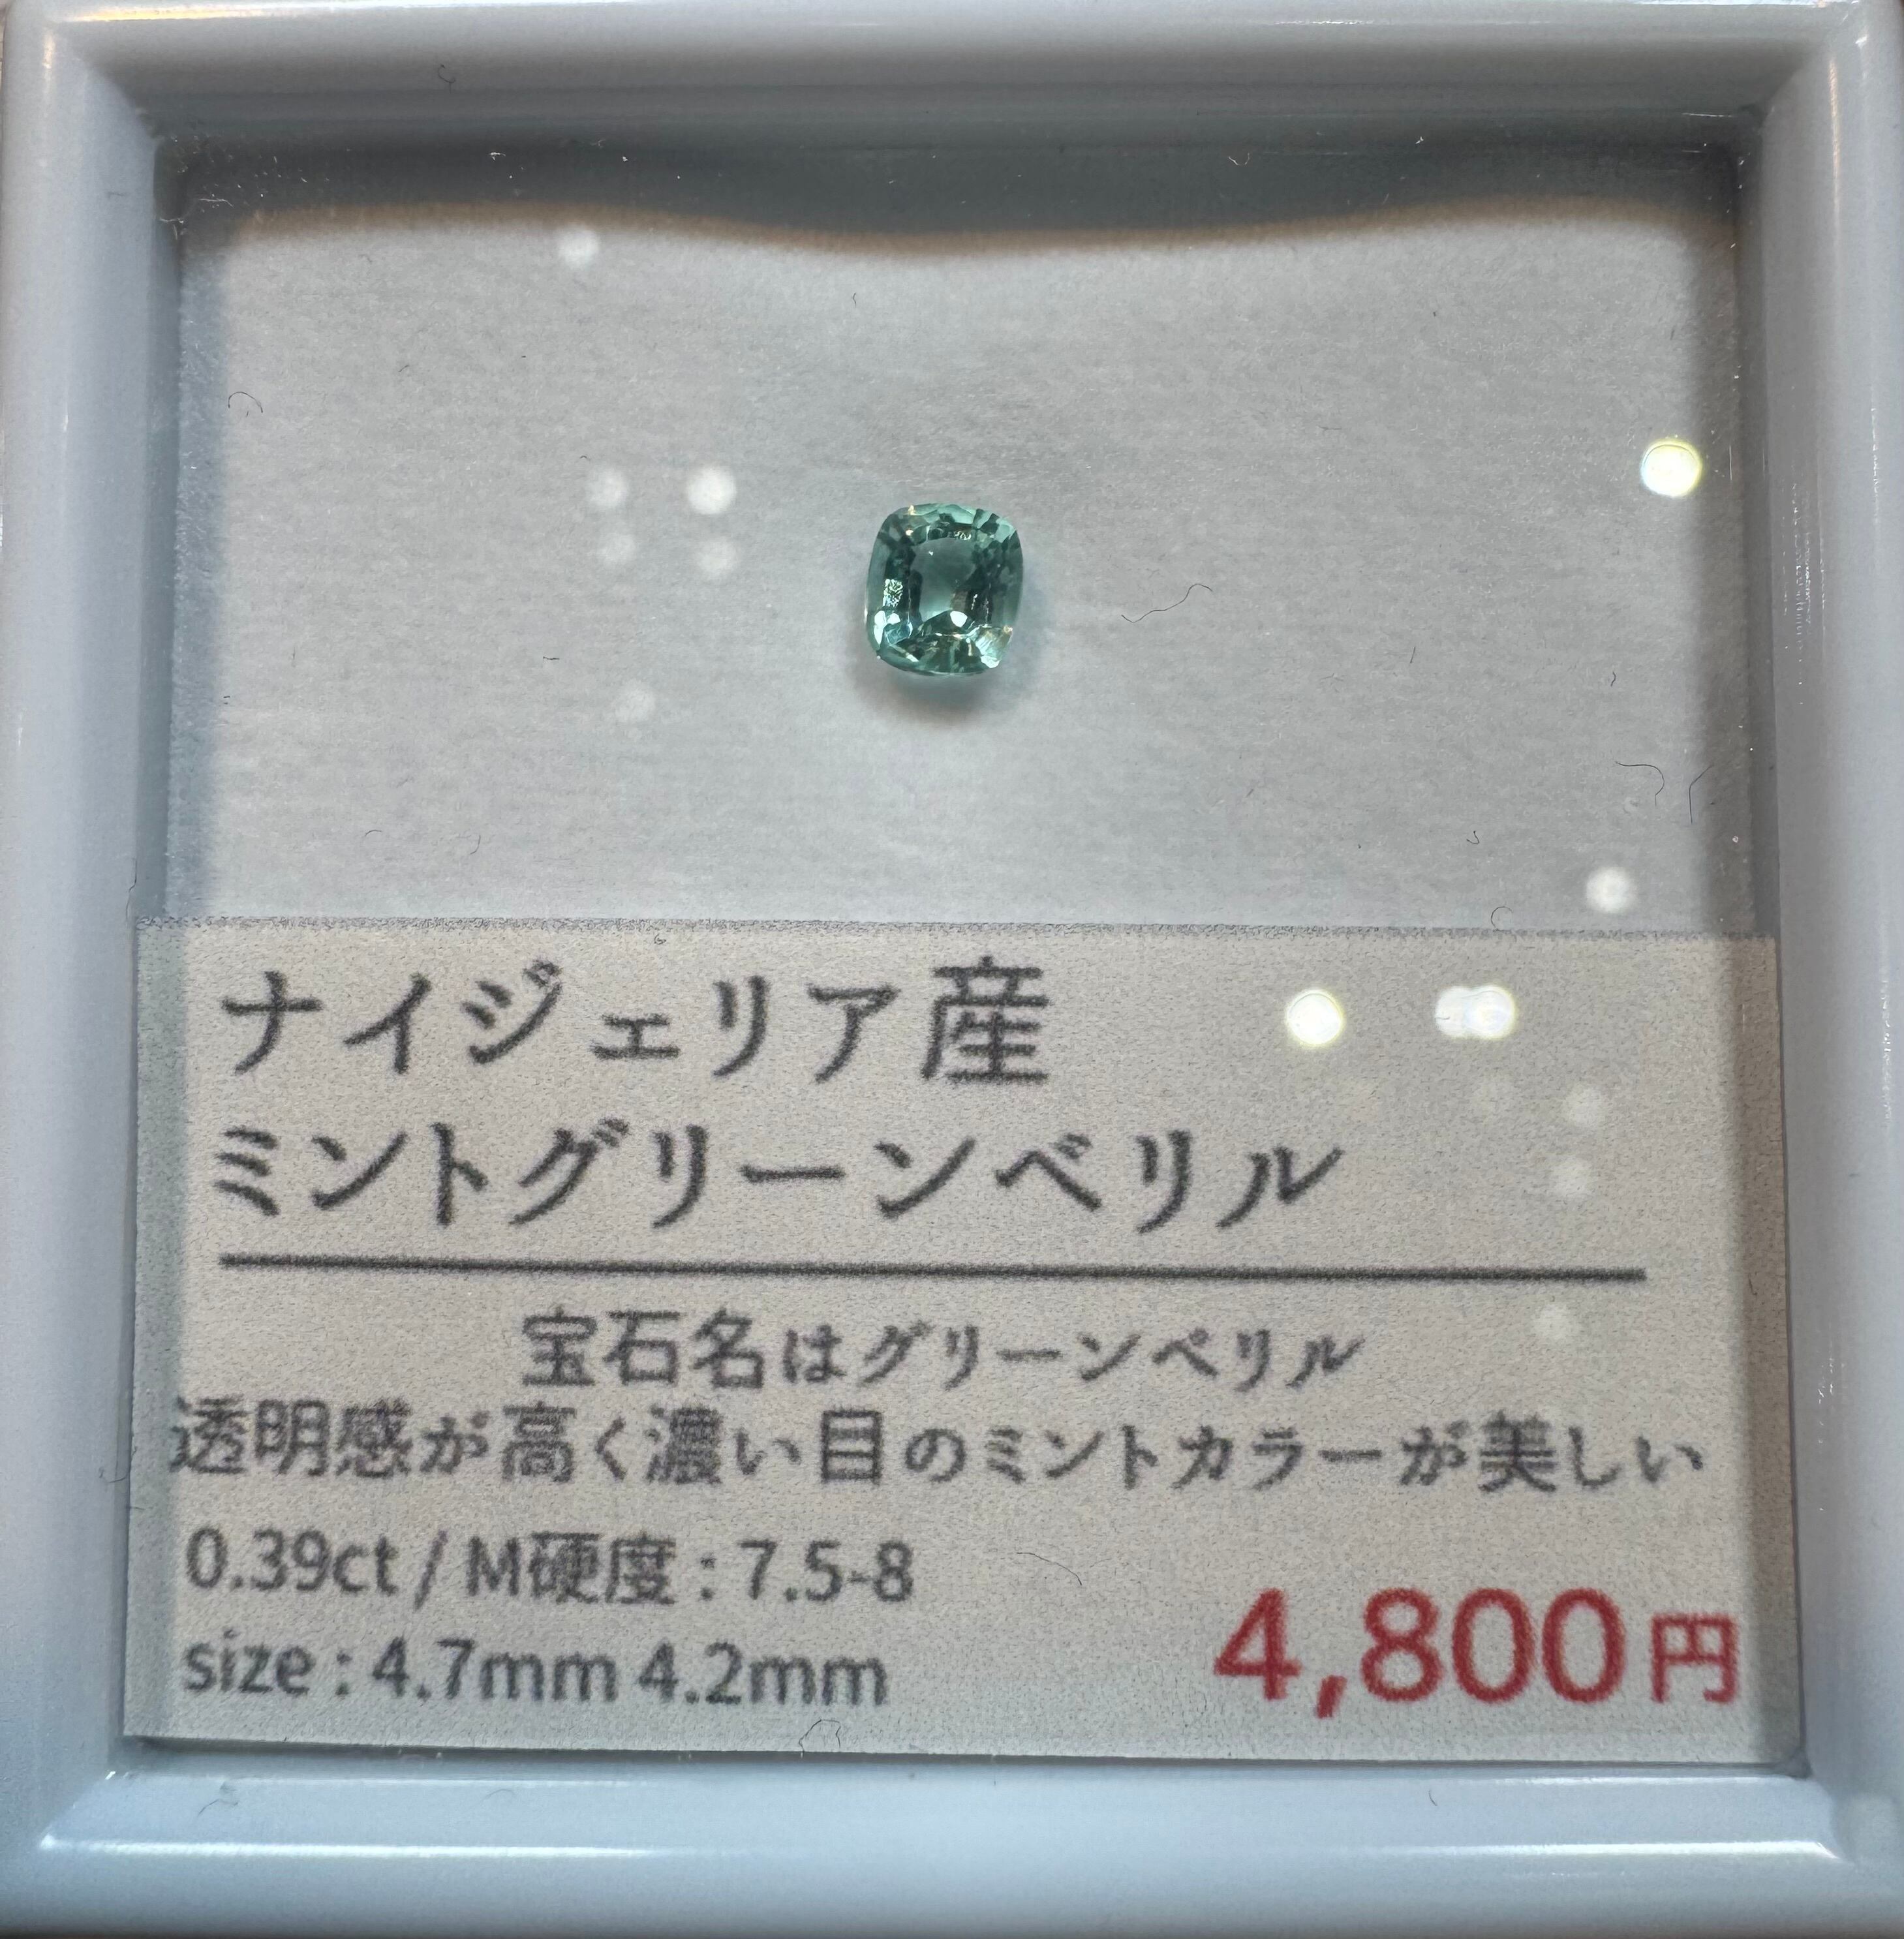 ナイジェリア産
ミントグリーンベリル
宝石名はグリーンベリル
透明感が高く濃い目のミントカラーが美しい
0.39ct / M硬度 : 7.5-8
size : 4.7mm 4.2mm
4,800円